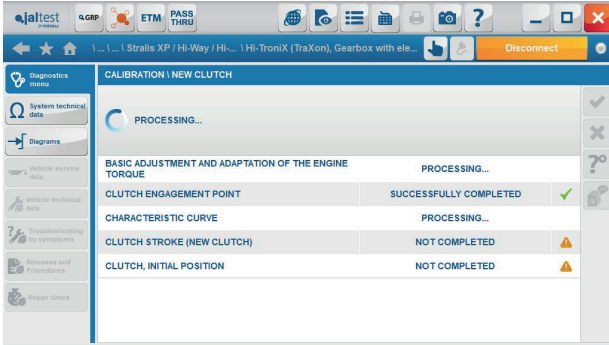 jaltest
GRP
ETM
PASS
THRU
?
\ ... \ ... \ Stralis XP / Hi-Way / Hi-... \ Hi-TroniX (TraXon), Gearbox with ele...
Disconnect
Diagnostics
menu
System technical
data
Diagrams
Vehicle service
data
Vehicle technical
data
Troubleshooting
by symptoms
Releases and
Procedures
Repair times
CALIBRATION \ NEW CLUTCH
PROCESSING...
BASIC ADJUSTMENT AND ADAPTATION OF THE ENGINE
TORQUE
PROCESSING...
CLUTCH ENGAGEMENT POINT SUCCESSFULLY COMPLETED
CHARACTERISTIC CURVE PROCESSING...
CLUTCH STROKE (NEW CLUTCH) NOT COMPLETED
CLUTCH, INITIAL POSITION NOT COMPLETED